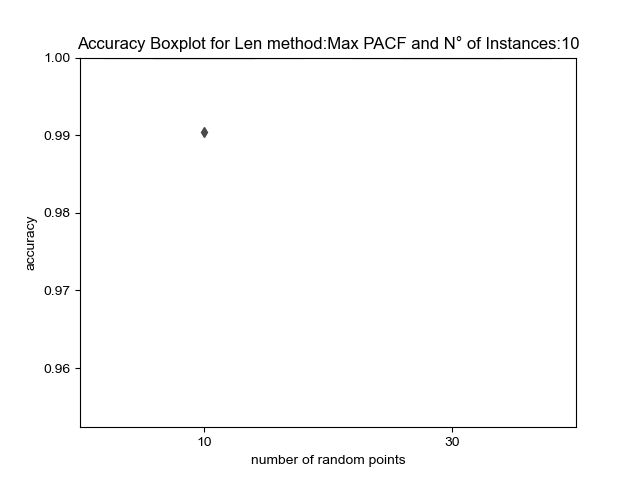 Accuracy Boxplot for Len method:Max PACF and N° of Instances:10
1.00
0.99
0.98
0.97
0.96
accuracy
10 30
number of random points